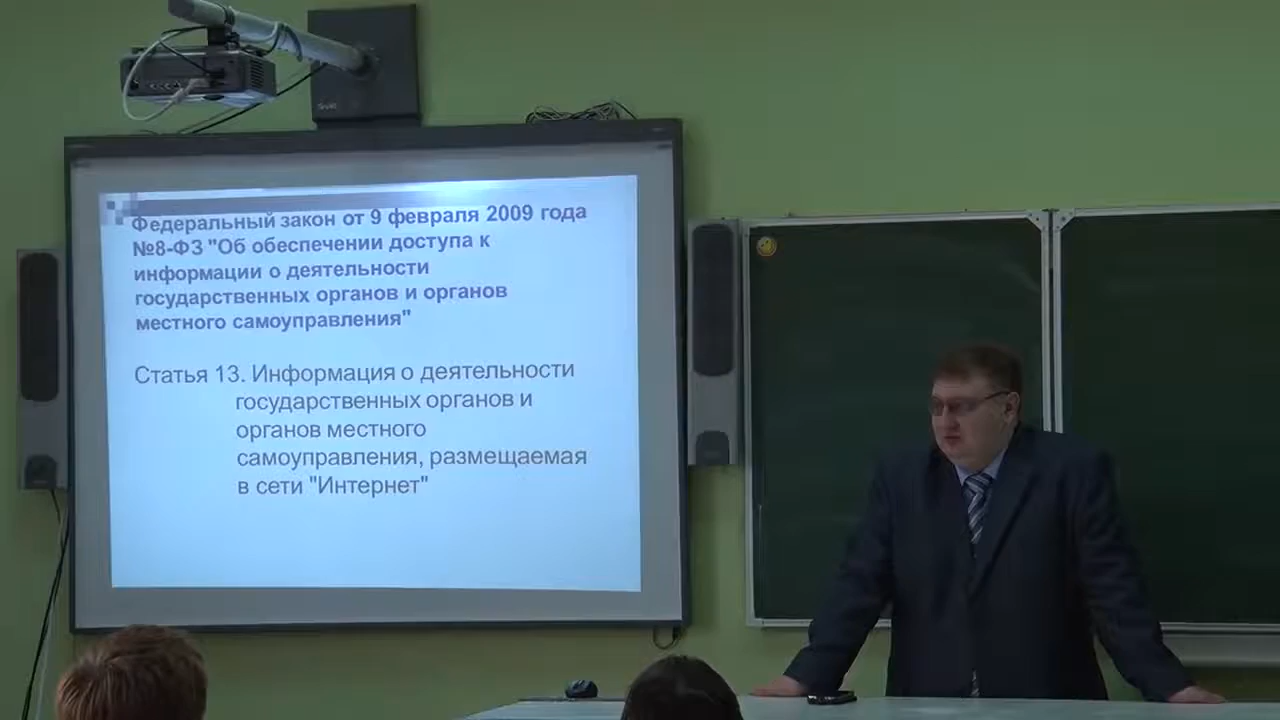 Федеральный закон от 9 февраля 2009 года
№8-ФЗ "Об обеспечении доступа к
информации о деятельности
государственных органов и органов
местного самоуправления"
Статья 13. Информация о деятельности
государственных органов и
органов местного
самоуправления, размещаемая
в сети "Интернет"